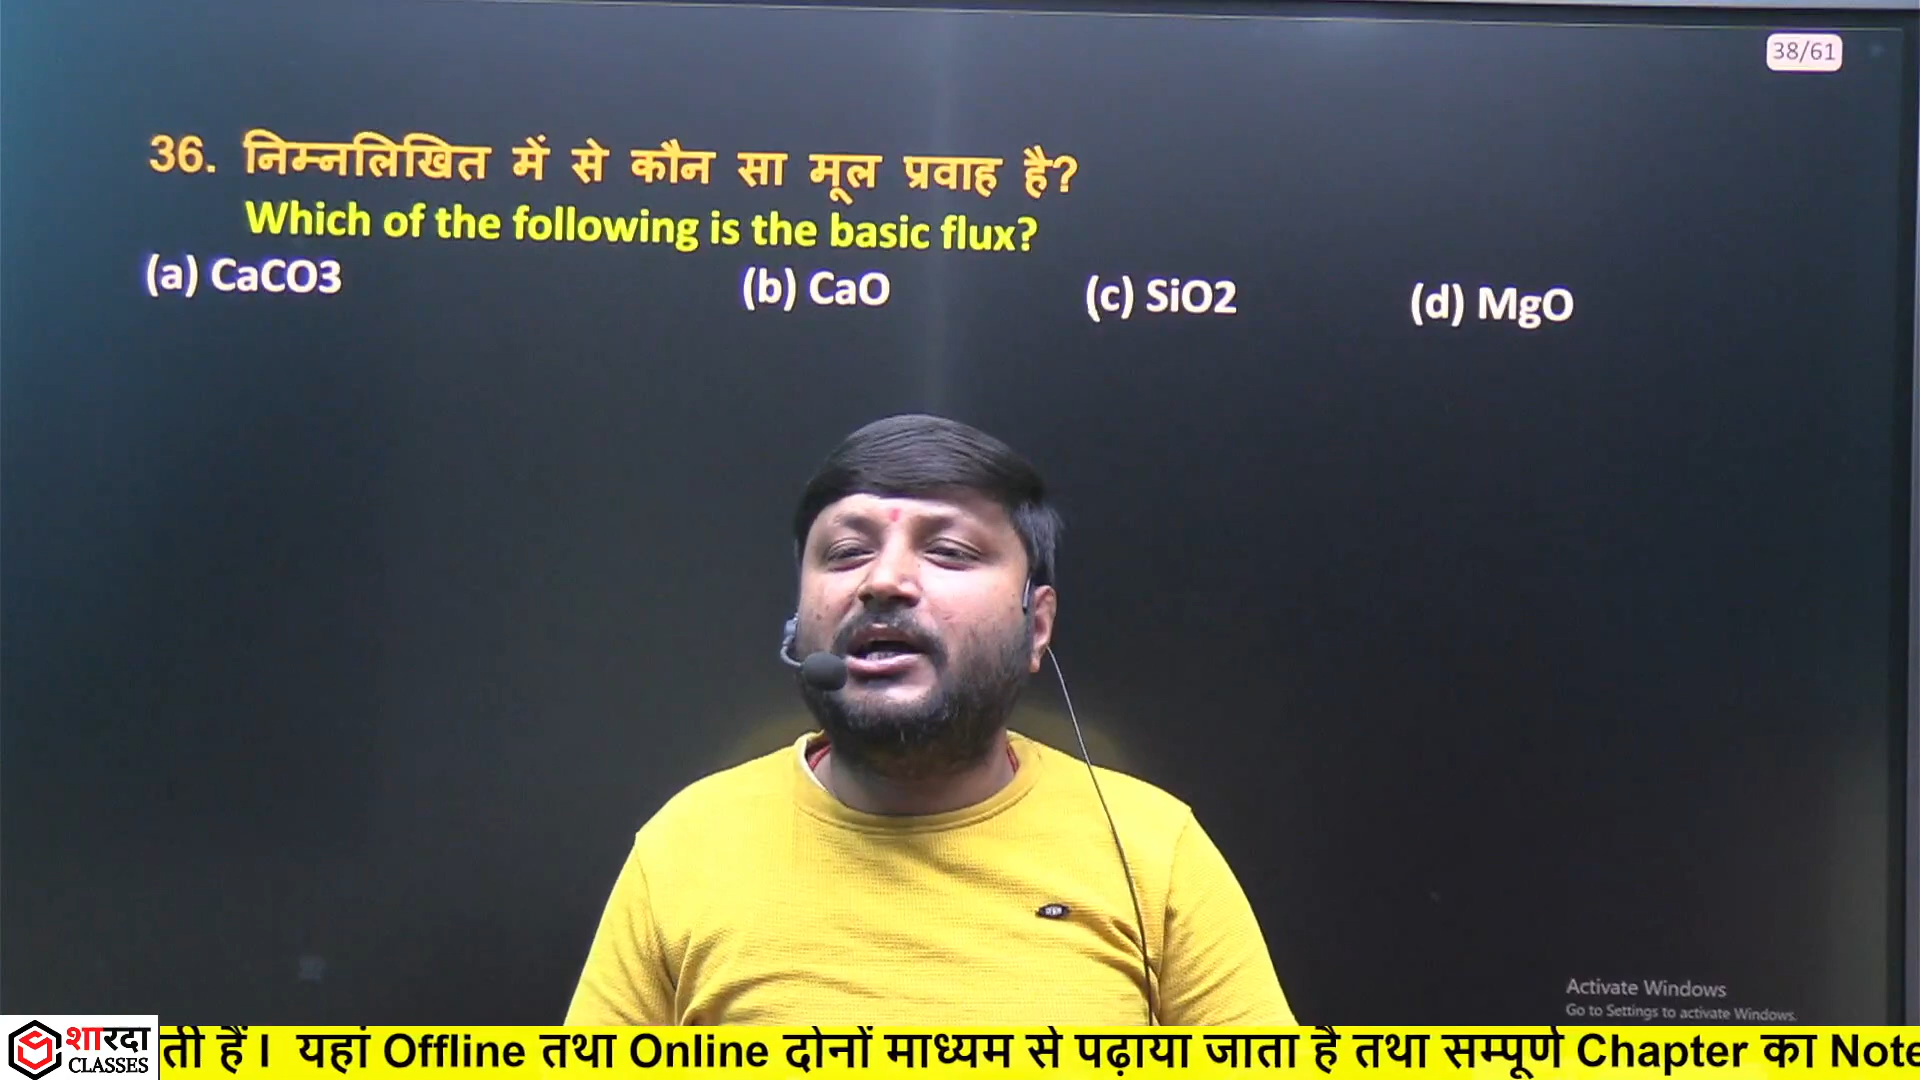 38/61
36. निम्नलिखित में से कौन सा मूल प्रवाह है?
Which of the following is the basic flux?
(a) CaCO3 (b) CaO (c) SiO2 (d) MgO
Activate Windows
Go to Settings to activate Windows.
शारदा
CLASSES
ती हैं I यहां Offline तथा Online दोनों माध्यम से पढ़ाया जाता है तथा सम्पूर्ण Chapter का Note